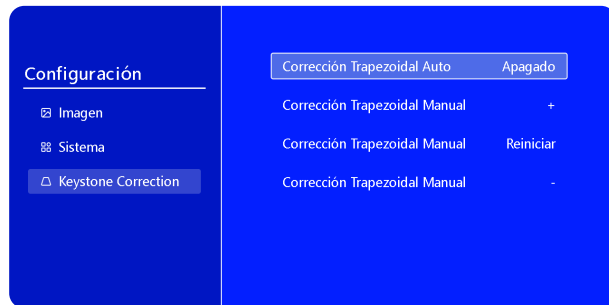 Configuración
Imagen
Sistema
Keystone Correction
Corrección Trapezoidal Auto Apagado
Corrección Trapezoidal Manual +
Corrección Trapezoidal Manual Reiniciar
Corrección Trapezoidal Manual -